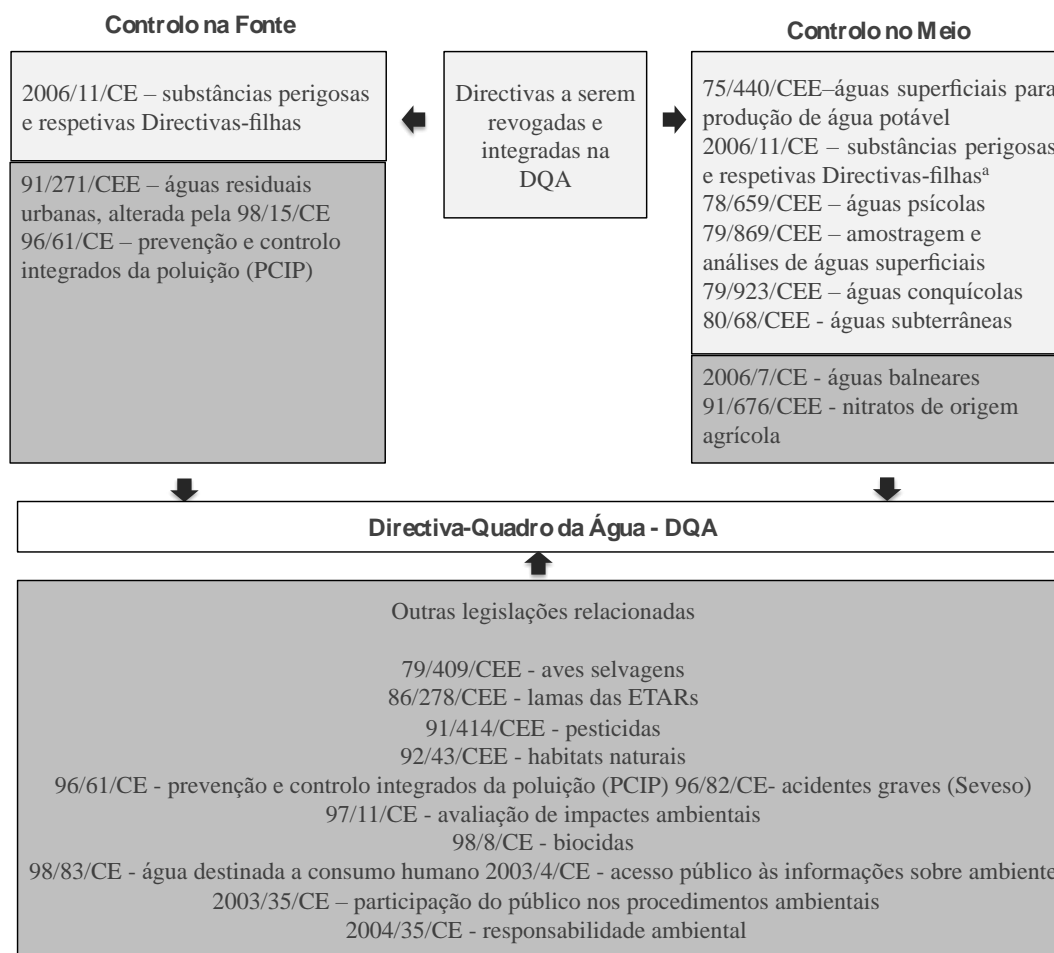 Controlo na Fonte
2006/11/CE – substâncias perigosas
e respetivas Directivas-filhas
91/271/CEE – águas residuais
urbanas, alterada pela 98/15/CE
96/61/CE – prevenção e controlo
integrados da poluição (PCIP)
Directivas a serem
revogadas e
integradas na
DQA
Controlo no Meio
75/440/CEE–águas superficiais para
produção de água potável
2006/11/CE – substâncias perigosas
e respetivas Directivas-filhasª
78/659/CEE – águas psícolas
79/869/CEE – amostragem e
análises de águas superficiais
79/923/CEE – águas conquícolas
80/68/CEE - águas subterrâneas
2006/7/CE - águas balneares
91/676/CEE - nitratos de origem
agrícola
Directiva-Quadro da Água - DQA
Outras legislações relacionadas
79/409/CEE - aves selvagens
86/278/CEE - lamas das ETARs
91/414/CEE - pesticidas
92/43/CEE - habitats naturais
96/61/CE - prevenção e controlo integrados da poluição (PCIP) 96/82/CE- acidentes graves (Seveso)
97/11/CE - avaliação de impactes ambientais
98/8/CE - biocidas
98/83/CE - água destinada a consumo humano 2003/4/CE - acesso público às informações sobre ambiente
2003/35/CE – participação do público nos procedimentos ambientais
2004/35/CE - responsabilidade ambiental